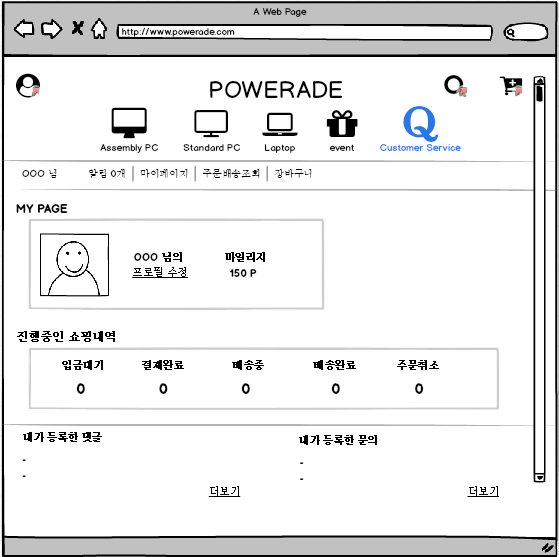 A Web Page
http://www.powerade.com
POWERADE
Assembly PC Standard PC Laptop event Q Customer Service
OOO 님 알림 0개 마이페이지 주문배송조회 장바구니
MY PAGE
OOO 님의 마일리지
프로필 수정 150 P
진행중인 쇼핑내역
입금대기 결제완료 배송중 배송완료 주문취소
0 0 0 0 0
내가 등록한 댓글 내가 등록한 문의
- -
- -
더보기 더보기